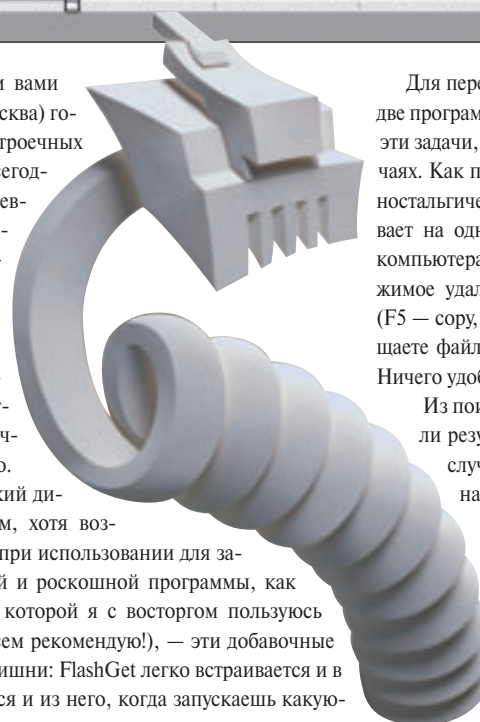 и вами
сква) го-
троечных
егод-
ев-
-
-
-
ч-
о.
кий ди-
м, хотя воз-
при использовании для за-
й и роскошной программы, как
которой я с восторгом пользуюсь
ем рекомендую!), — эти добавочные
ишни: FlashGet легко встраивается и в
ся и из него, когда запускаешь какую-
Для пере
две програм
эти задачи,
чаях. Как п
ностальгиче
вает на одн
компьютера
жимое удал
(F5 — copy,
щаете файл
Ничего удоб
Из пои
ли резу
случ
на